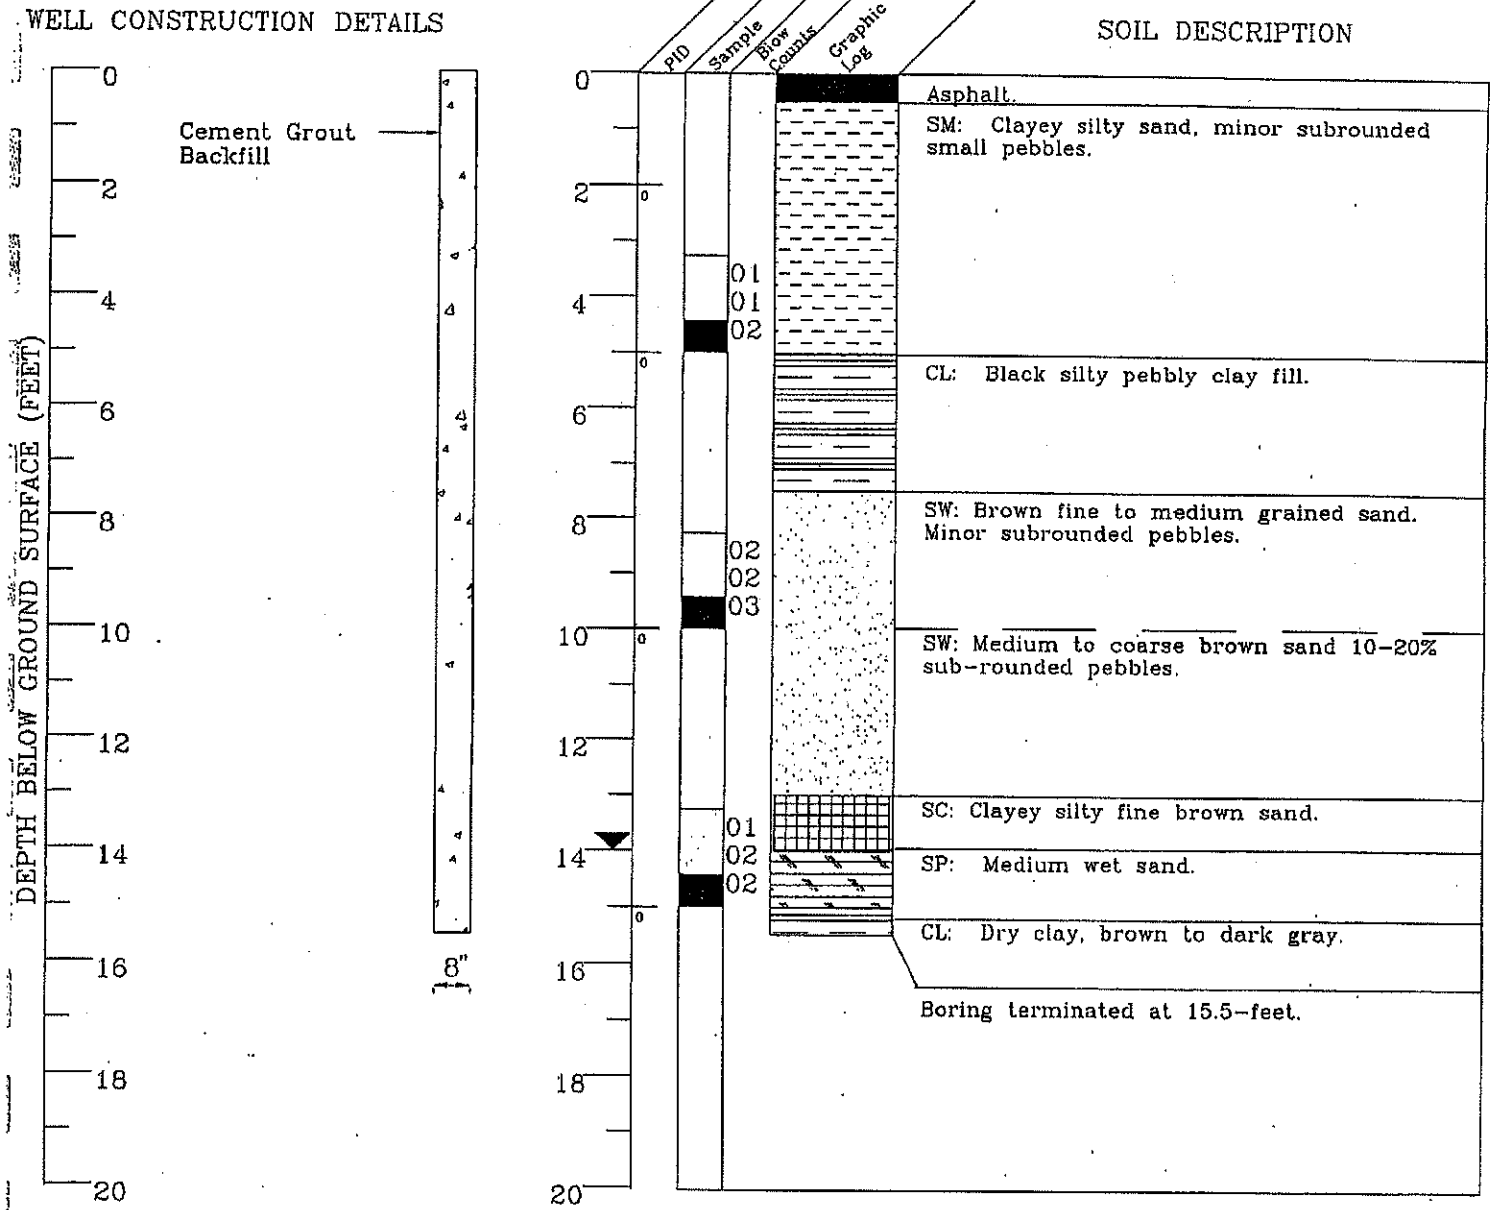 WELL CONSTRUCTION DETAILS
PID
Sample
Blow Counts
Graphic Log
SOIL DESCRIPTION
DEPTH BELOW GROUND SURFACE (FEET)
0
2
4
6
8
10
12
14
16
18
20
Cement Grout
Backfill
8"
0
2
4
6
8
10
12
14
16
18
20
0
0
0
0
01
01
02
02
02
03
01
02
02
Asphalt.
SM: Clayey silty sand, minor subrounded
small pebbles.
CL: Black silty pebbly clay fill.
SW: Brown fine to medium grained sand.
Minor subrounded pebbles.
SW: Medium to coarse brown sand 10-20%
sub-rounded pebbles.
SC: Clayey silty fine brown sand.
SP: Medium wet sand.
CL: Dry clay, brown to dark gray.
Boring terminated at 15.5-feet.